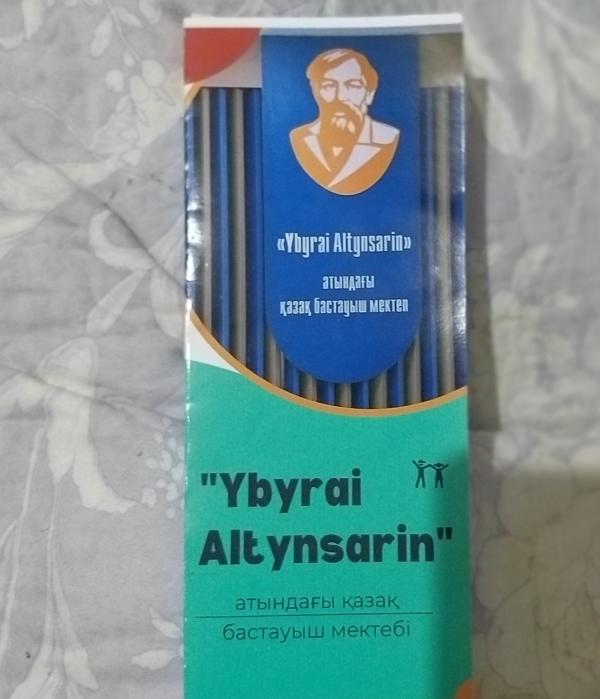 «Ybyrai Altynsarin»
атындағы
қазақ бастауыш мектеп
"Ybyrai
Altynsarin"
атындағы қазақ
бастауыш мектебі